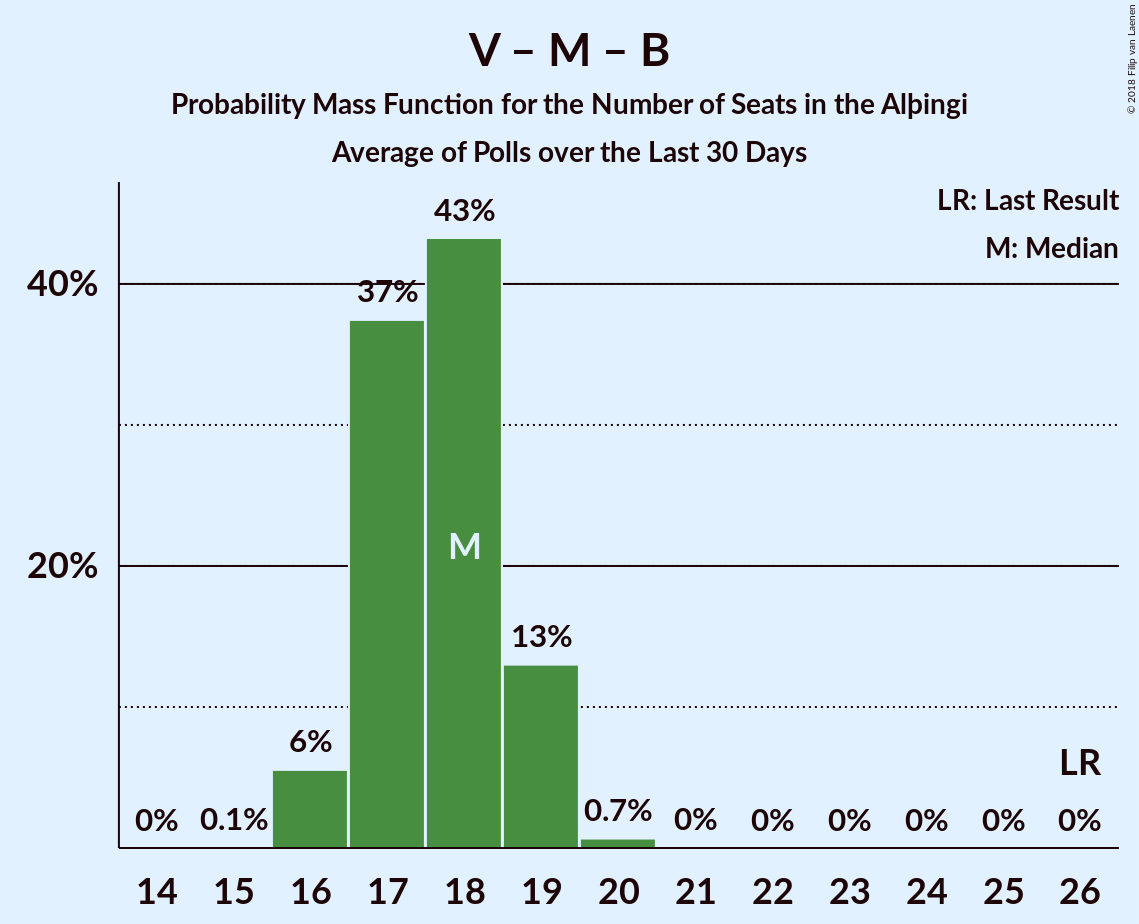 V – M – B
Probability Mass Function for the Number of Seats in the Alþingi
Average of Polls over the Last 30 Days
© 2018 Filip van Laenen
LR: Last Result
M: Median
40%
20%
0%
0.1%
6%
37%
43%
M
13%
0.7%
0%
0%
0%
0%
0%
LR
0%
14 15 16 17 18 19 20 21 22 23 24 25 26